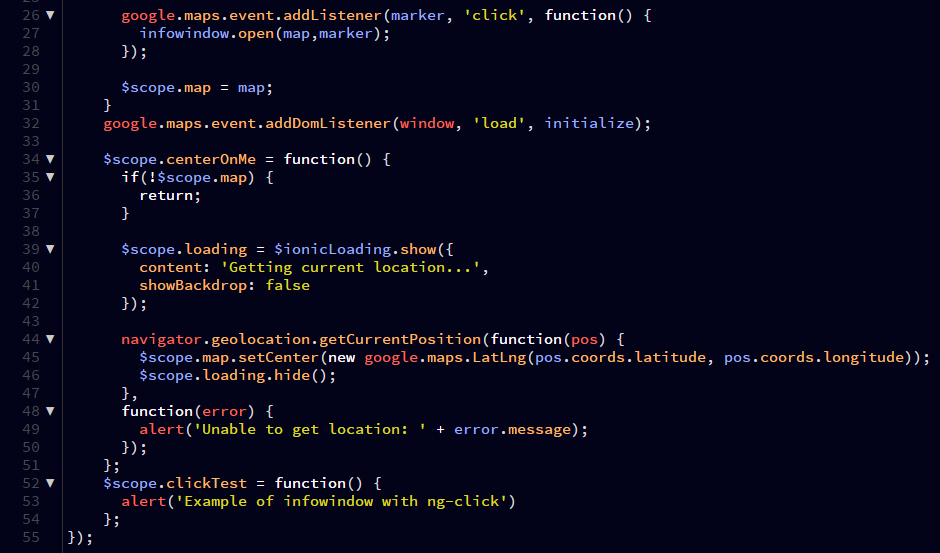 26 ▼ google.maps.event.addListener(marker, 'click', function() {
27 infowindow.open(map,marker);
28 });
29
30 $scope.map = map;
31 }
32 google.maps.event.addDomListener(window, 'load', initialize);
33
34 ▼ $scope.centerOnMe = function() {
35 ▼ if(!$scope.map) {
36 return;
37 }
38
39 ▼ $scope.loading = $ionicLoading.show({
40 content: 'Getting current location...',
41 showBackdrop: false
42 });
43
44 ▼ navigator.geolocation.getCurrentPosition(function(pos) {
45 $scope.map.setCenter(new google.maps.LatLng(pos.coords.latitude, pos.coords.longitude));
46 $scope.loading.hide();
47 },
48 ▼ function(error) {
49 alert('Unable to get location: ' + error.message);
50 });
51 };
52 ▼ $scope.clickTest = function() {
53 alert('Example of infowindow with ng-click')
54 };
55 });